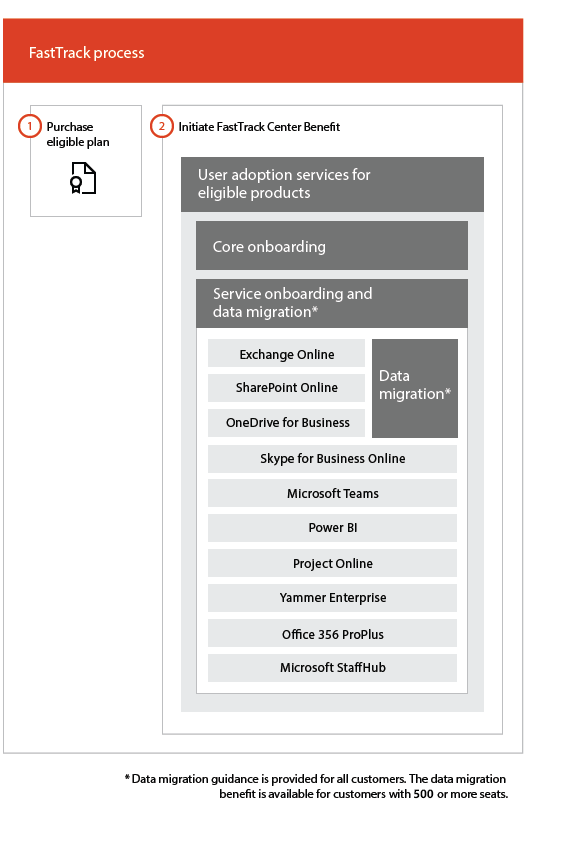 FastTrack process
1 Purchase
eligible plan
2 Initiate FastTrack Center Benefit
User adoption services for
eligible products
Core onboarding
Service onboarding and
data migration*
Exchange Online
SharePoint Online
OneDrive for Business
Data
migration*
Skype for Business Online
Microsoft Teams
Power BI
Project Online
Yammer Enterprise
Office 356 ProPlus
Microsoft StaffHub
* Data migration guidance is provided for all customers. The data migration
benefit is available for customers with 500 or more seats.